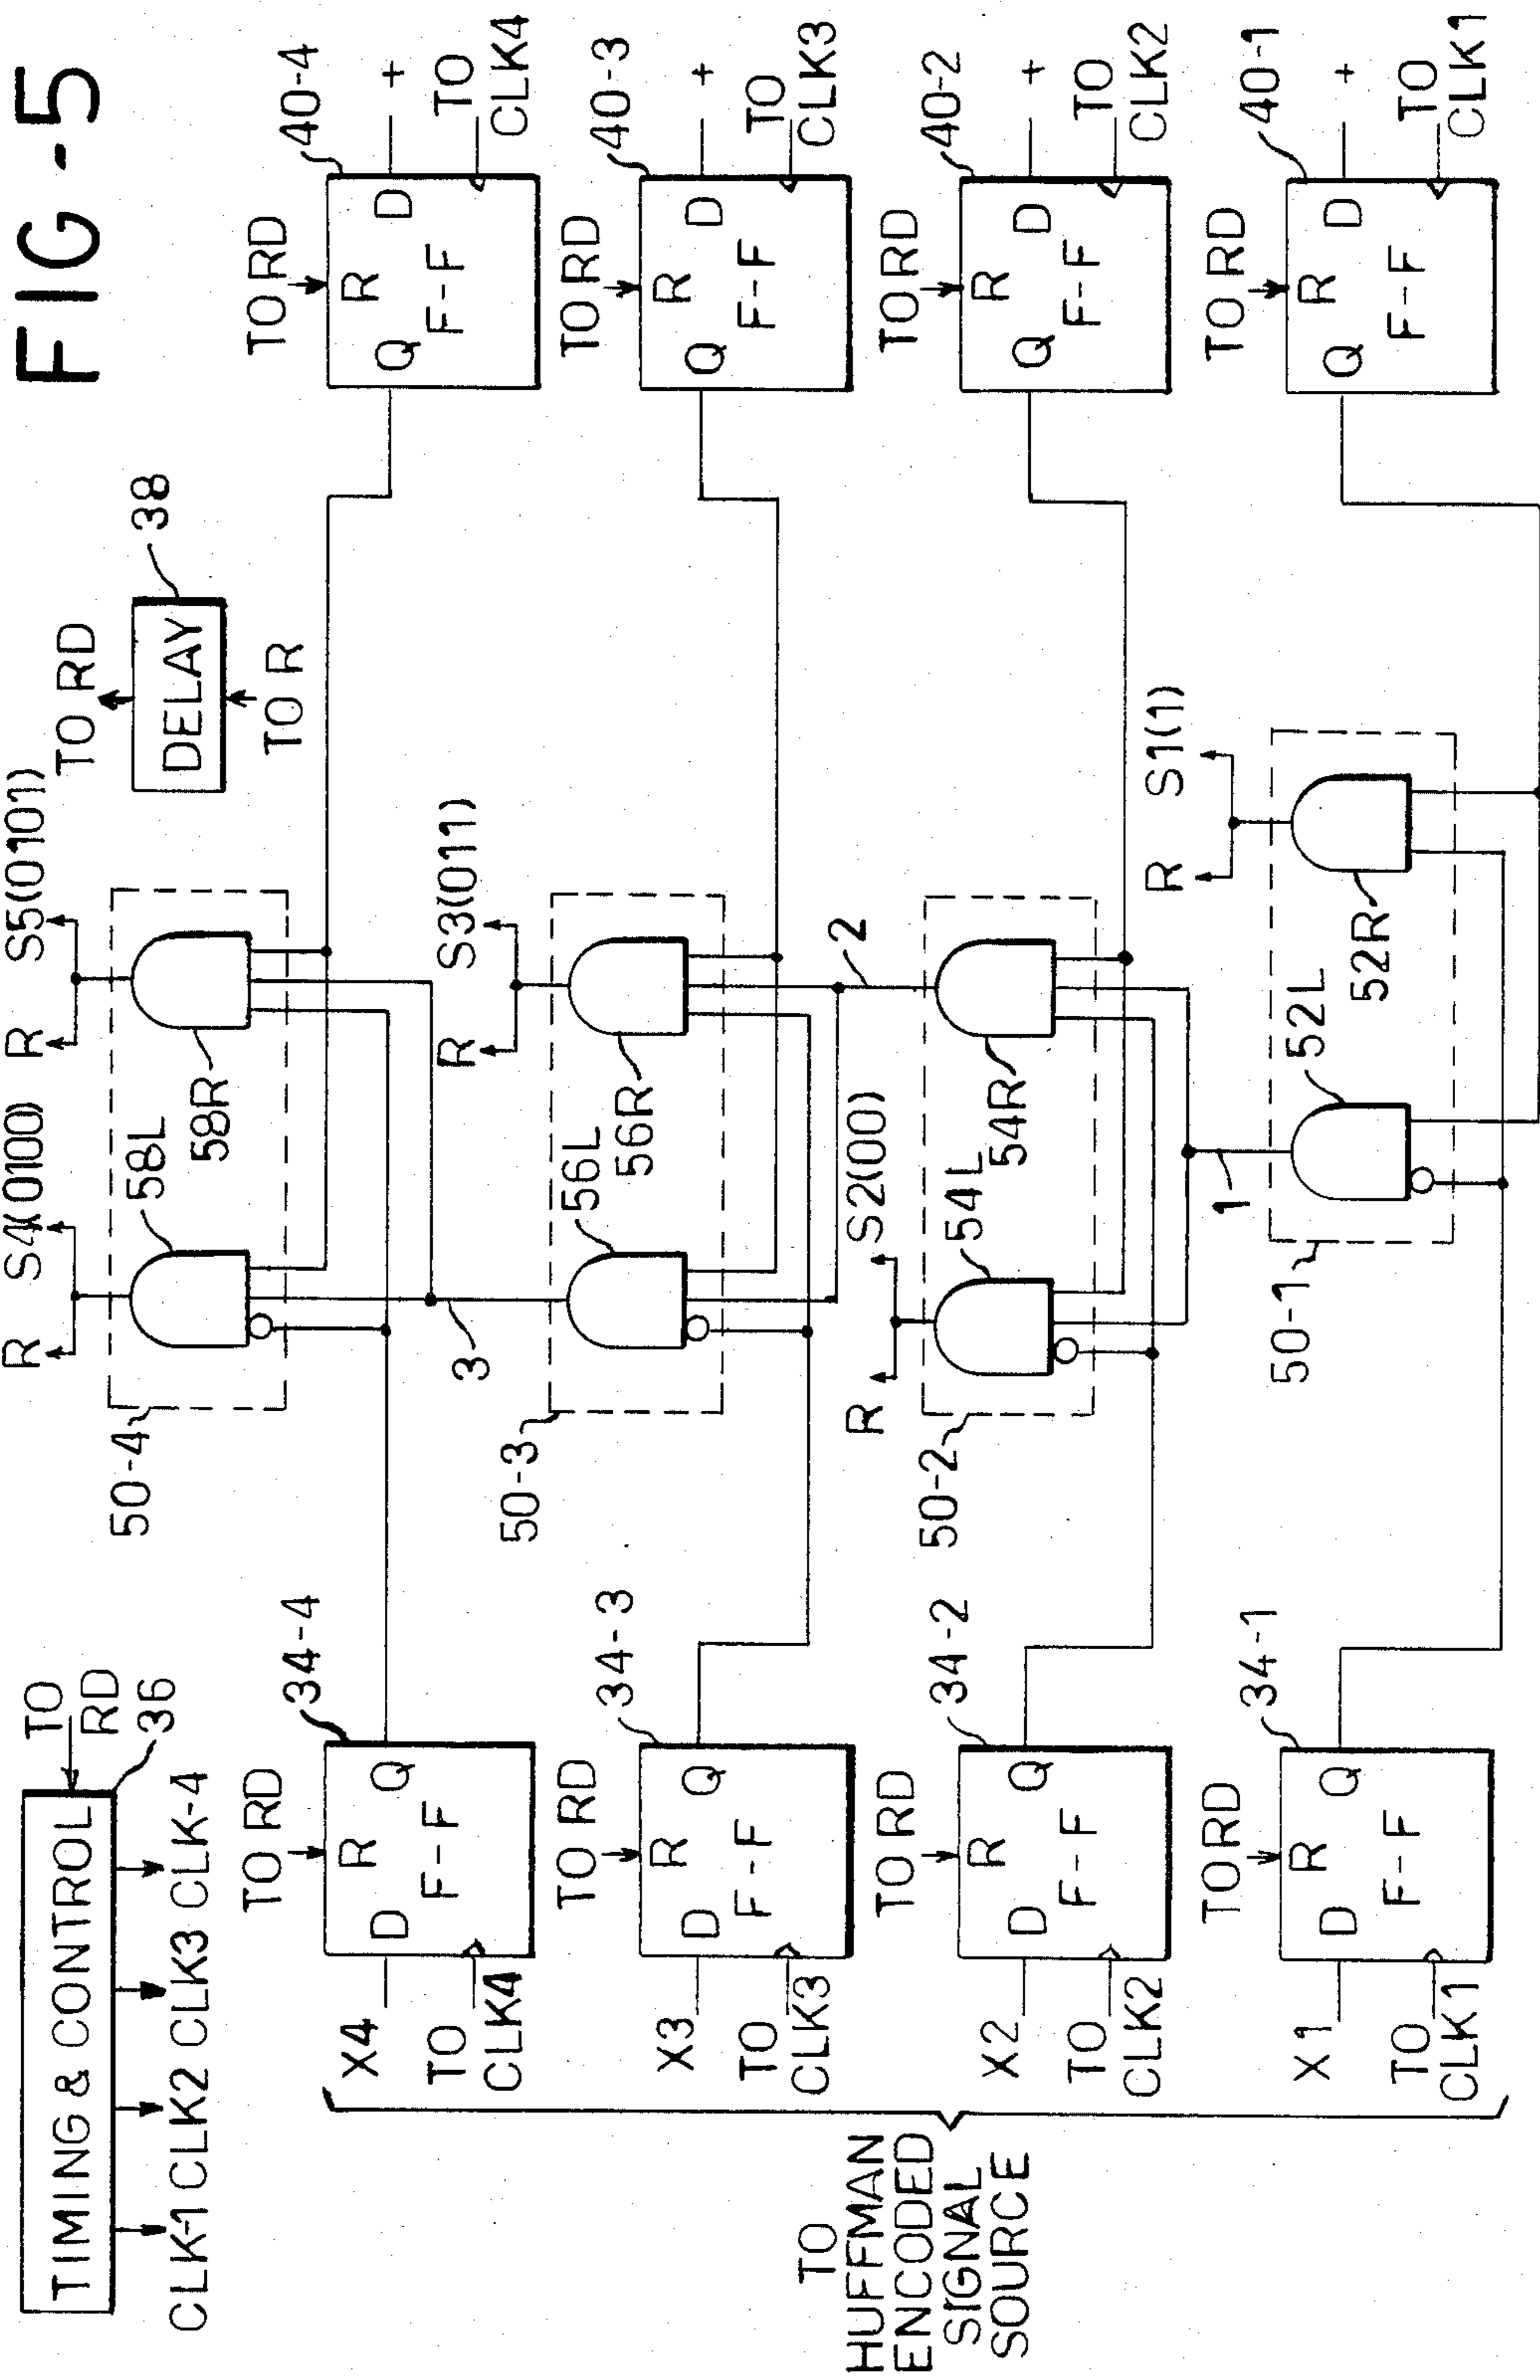 FIG-5
TIMING & CONTROL
TO
RD
36
CLK-1 CLK2 CLK3 CLK-4
TO RD
DELAY
38
TO R
R S4(0100)
R S5(0101)
50-4
58L
58R
TO RD
34-4
X4
D R Q
F-F
TO
CLK4
TO RD
40-4
Q R D
F-F
+
TO
CLK4
3
R S3(011)
50-3
56L
56R
TO RD
34-3
X3
D R Q
F-F
TO
CLK3
TO RD
40-3
Q R D
F-F
+
TO
CLK3
2
R S2(00)
50-2
54L
54R
TO RD
34-2
X2
D R Q
F-F
TO
CLK2
TO RD
40-2
Q R D
F-F
+
TO
CLK2
1
R S1(1)
50-1
52L
52R
TO RD
34-1
X1
D R Q
F-F
TO
CLK1
TO RD
40-1
Q R D
F-F
+
TO
CLK1
TO
HUFFMAN
ENCODED
SIGNAL
SOURCE